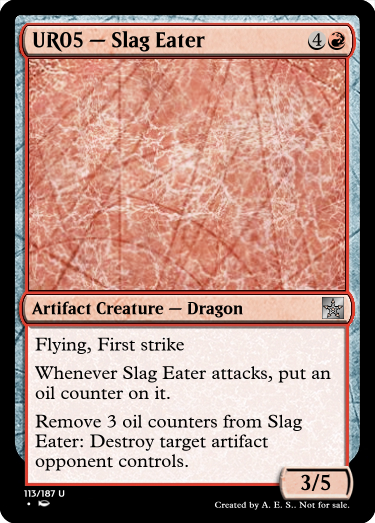 UR05 — Slag Eater 4
Artifact Creature — Dragon
Flying, First strike
Whenever Slag Eater attacks, put an
oil counter on it.
Remove 3 oil counters from Slag
Eater: Destroy target artifact
opponent controls.
3/5
113/187 U
Created by A. E. S.. Not for sale.